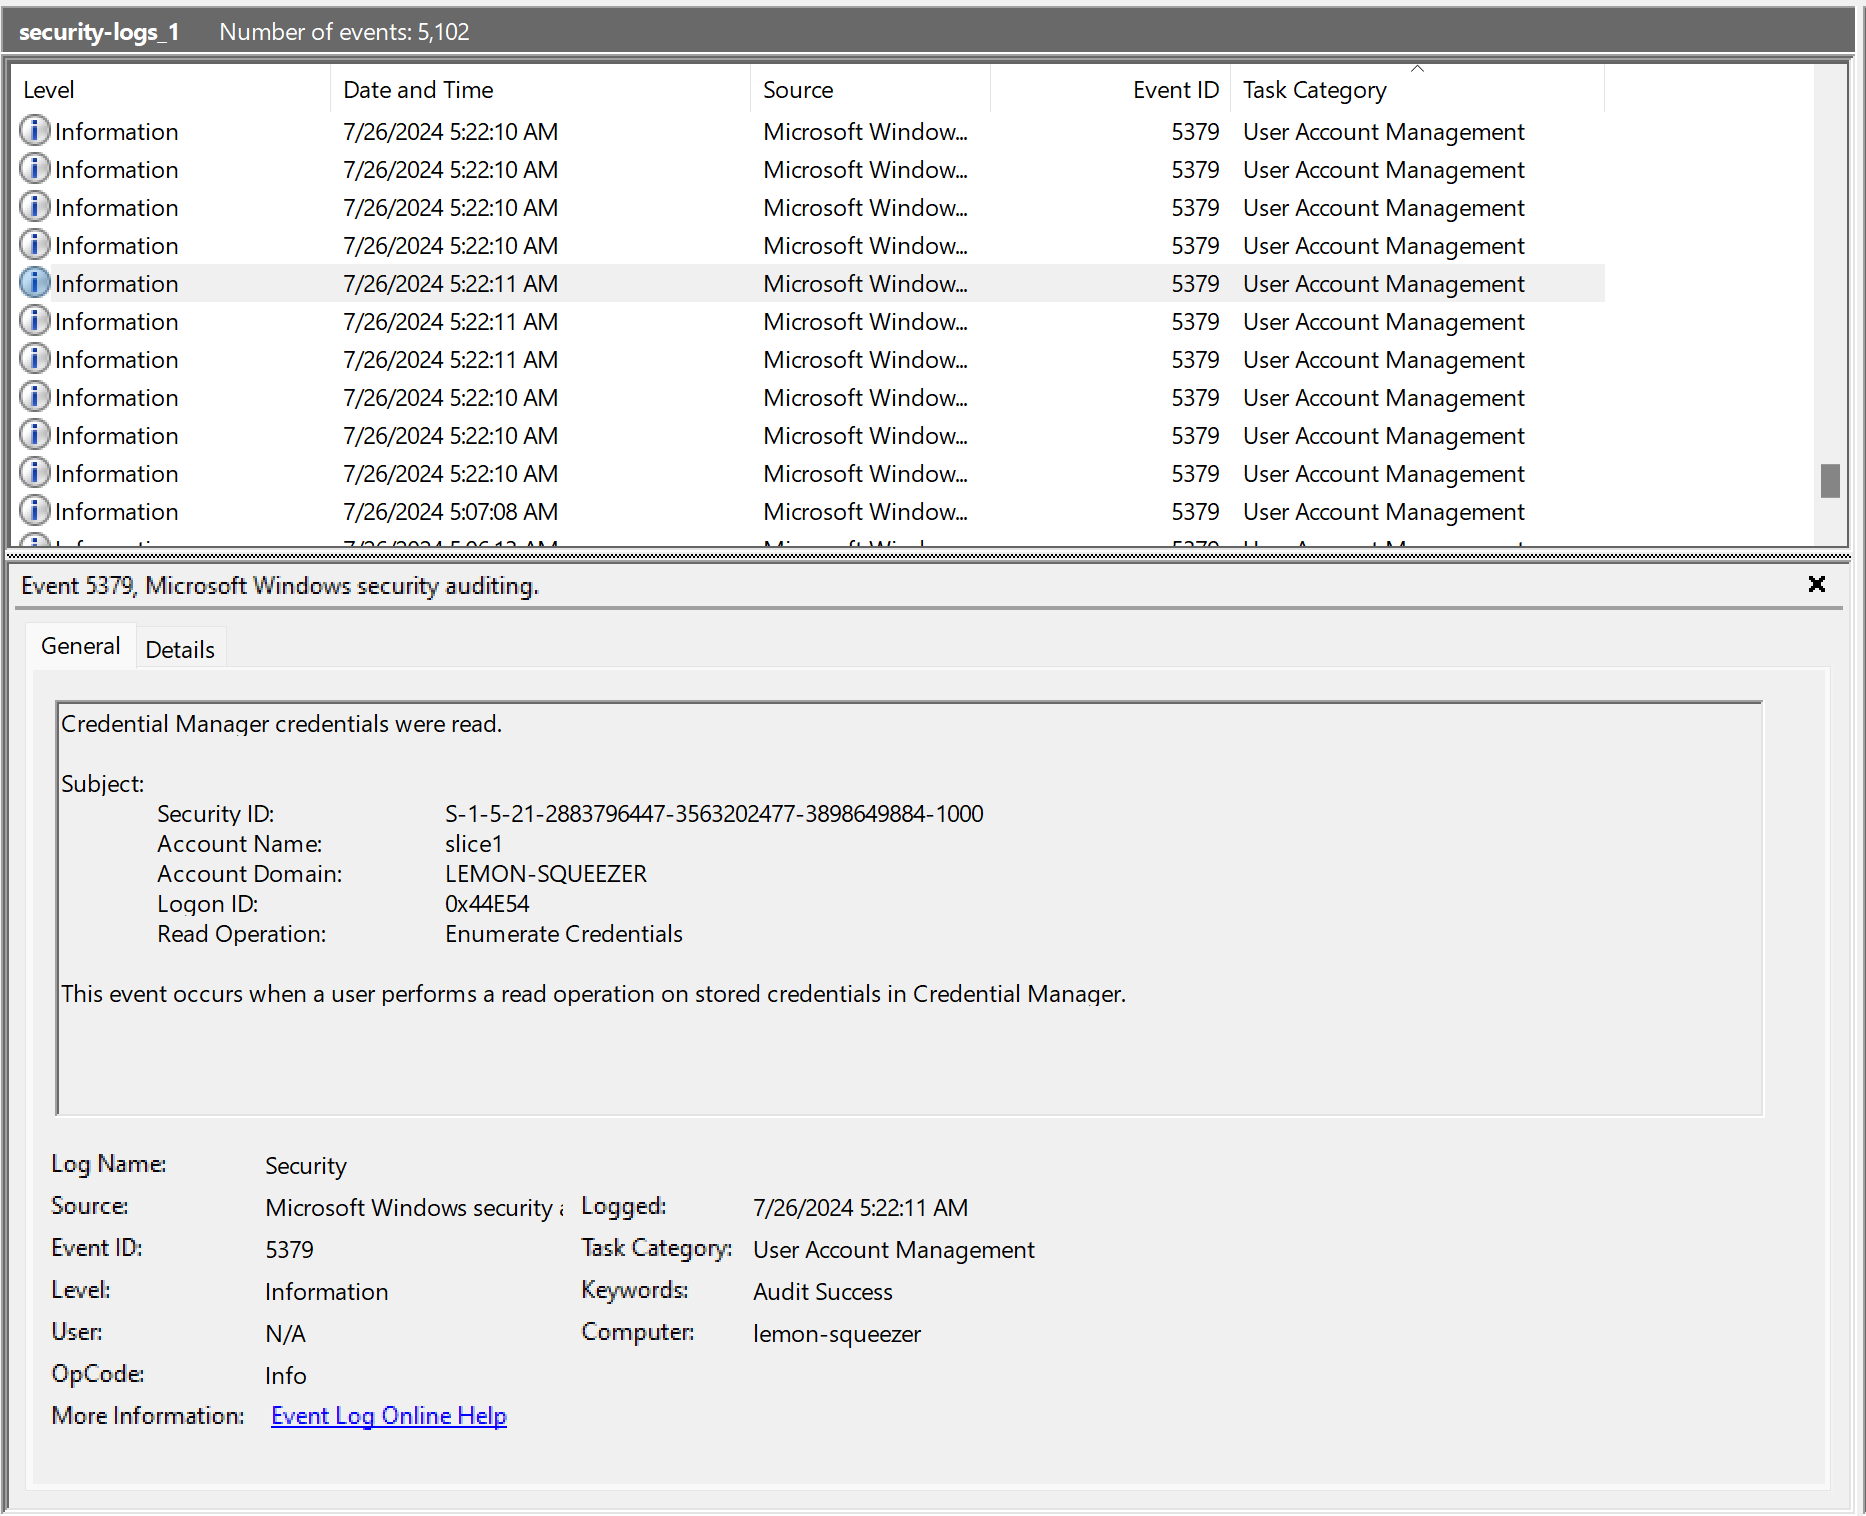 security-logs_1 Number of events: 5,102
Level Date and Time Source Event ID Task Category
Information 7/26/2024 5:22:10 AM Microsoft Window... 5379 User Account Management
Information 7/26/2024 5:22:10 AM Microsoft Window... 5379 User Account Management
Information 7/26/2024 5:22:10 AM Microsoft Window... 5379 User Account Management
Information 7/26/2024 5:22:10 AM Microsoft Window... 5379 User Account Management
Information 7/26/2024 5:22:11 AM Microsoft Window... 5379 User Account Management
Information 7/26/2024 5:22:11 AM Microsoft Window... 5379 User Account Management
Information 7/26/2024 5:22:11 AM Microsoft Window... 5379 User Account Management
Information 7/26/2024 5:22:10 AM Microsoft Window... 5379 User Account Management
Information 7/26/2024 5:22:10 AM Microsoft Window... 5379 User Account Management
Information 7/26/2024 5:22:10 AM Microsoft Window... 5379 User Account Management
Information 7/26/2024 5:07:08 AM Microsoft Window... 5379 User Account Management
Event 5379, Microsoft Windows security auditing.
General Details
Credential Manager credentials were read.
Subject:
Security ID: S-1-5-21-2883796447-3563202477-3898649884-1000
Account Name: slice1
Account Domain: LEMON-SQUEEZER
Logon ID: 0x44E54
Read Operation: Enumerate Credentials
This event occurs when a user performs a read operation on stored credentials in Credential Manager.
Log Name: Security
Source: Microsoft Windows security Logged: 7/26/2024 5:22:11 AM
Event ID: 5379 Task Category: User Account Management
Level: Information Keywords: Audit Success
User: N/A Computer: lemon-squeezer
OpCode: Info
More Information: Event Log Online Help